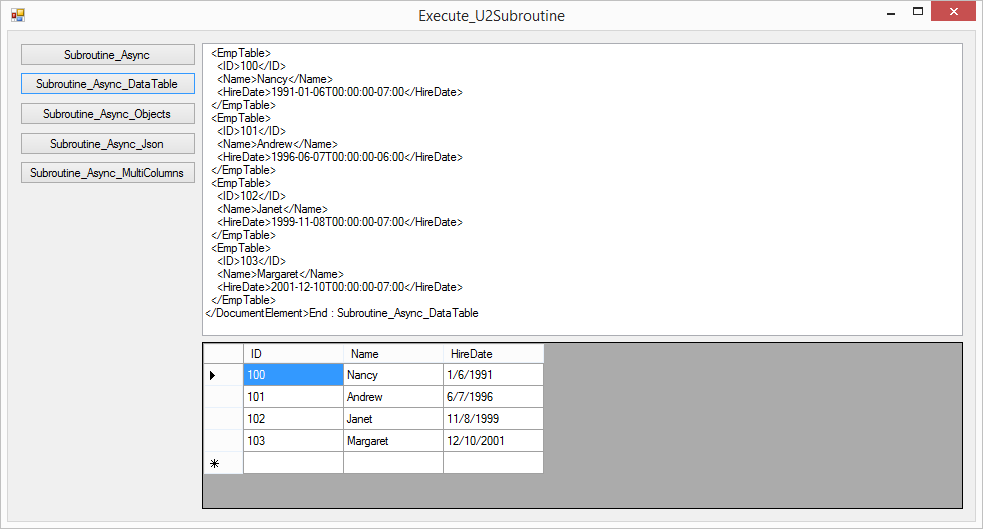 Execute_U2Subroutine
Subroutine_Async
Subroutine_Async_DataTable
Subroutine_Async_Objects
Subroutine_Async_Json
Subroutine_Async_MultiColumns
<EmpTable>
<ID>100</ID>
<Name>Nancy</Name>
<HireDate>1991-01-06T00:00:00-07:00</HireDate>
</EmpTable>
<EmpTable>
<ID>101</ID>
<Name>Andrew</Name>
<HireDate>1996-06-07T00:00:00-06:00</HireDate>
</EmpTable>
<EmpTable>
<ID>102</ID>
<Name>Janet</Name>
<HireDate>1999-11-08T00:00:00-07:00</HireDate>
</EmpTable>
<EmpTable>
<ID>103</ID>
<Name>Margaret</Name>
<HireDate>2001-12-10T00:00:00-07:00</HireDate>
</EmpTable>
</DocumentElement>End : Subroutine_Async_DataTable
ID Name HireDate
100 Nancy 1/6/1991
101 Andrew 6/7/1996
102 Janet 11/8/1999
103 Margaret 12/10/2001